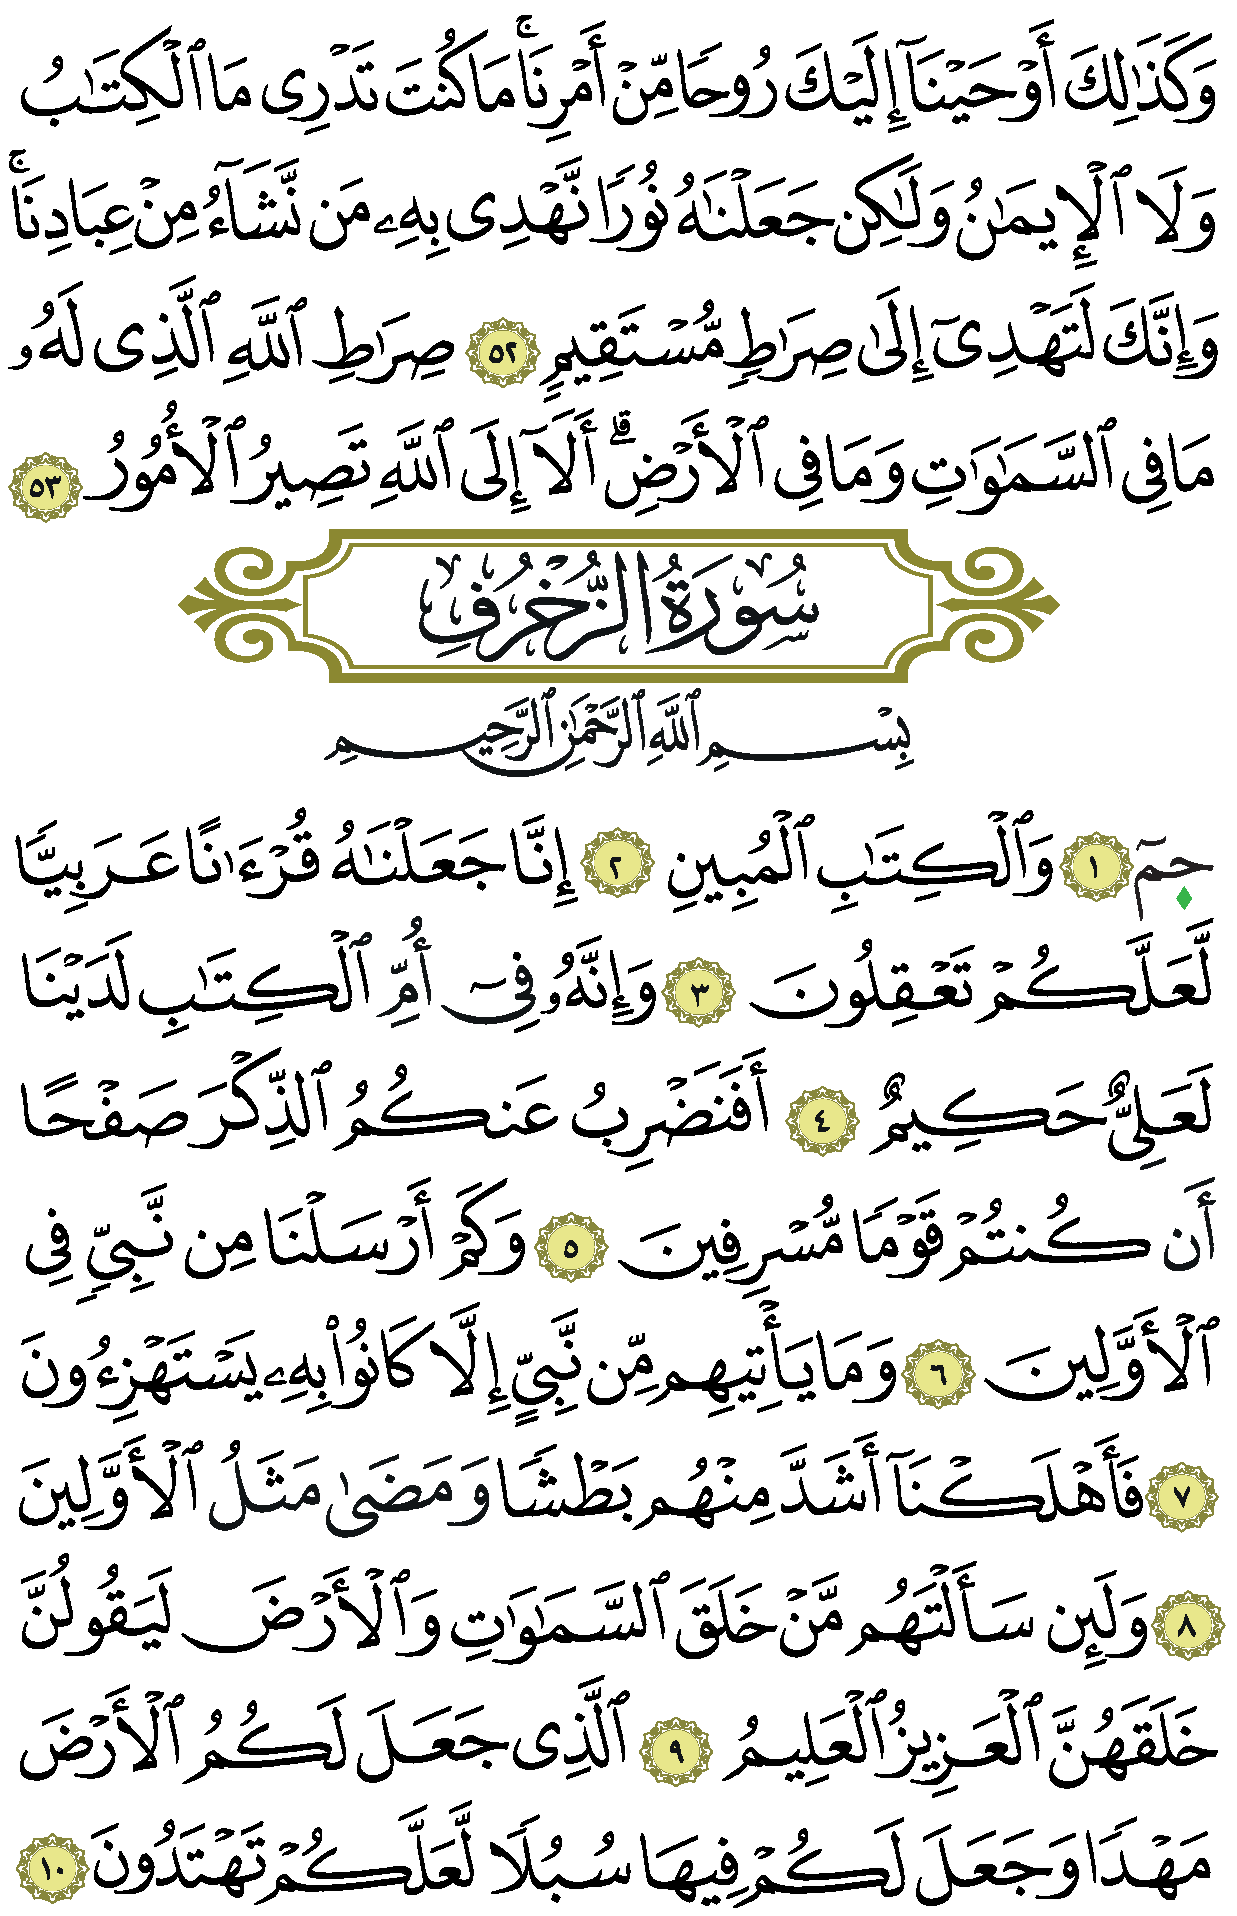 وَكَذَٰلِكَ أَوْحَيْنَآ إِلَيْكَ رُوحًا مِّنْ أَمْرِنَا ۚ مَا كُنتَ تَدْرِى مَا ٱلْكِتَٰبُ
وَلَا ٱلْإِيمَٰنُ وَلَٰكِن جَعَلْنَٰهُ نُورًا نَّهْدِى بِهِۦ مَن نَّشَآءُ مِنْ عِبَادِنَا ۚ
وَإِنَّكَ لَتَهْدِىٓ إِلَىٰ صِرَٰطٍ مُّسْتَقِيمٍ ٥٢ صِرَٰطِ ٱللَّهِ ٱلَّذِى لَهُۥ
مَا فِى ٱلسَّمَٰوَٰتِ وَمَا فِى ٱلْأَرْضِ ۗ أَلَآ إِلَى ٱللَّهِ تَصِيرُ ٱلْأُمُورُ ٥٣
سُورَةُ الزُّخْرُفِ
بِسْمِ ٱللَّهِ ٱلرَّحْمَٰنِ ٱلرَّحِيمِ
حمٓ ١ وَٱلْكِتَٰبِ ٱلْمُبِينِ ٢ إِنَّا جَعَلْنَٰهُ قُرْءَٰنًا عَرَبِيًّا
لَّعَلَّكُمْ تَعْقِلُونَ ٣ وَإِنَّهُۥ فِىٓ أُمِّ ٱلْكِتَٰبِ لَدَيْنَا
لَعَلِىٌّ حَكِيمٌ ٤ أَفَنَضْرِبُ عَنكُمُ ٱلذِّكْرَ صَفْحًا
أَن كُنتُمْ قَوْمًا مُّسْرِفِينَ ٥ وَكَمْ أَرْسَلْنَا مِن نَّبِىٍّ فِى
ٱلْأَوَّلِينَ ٦ وَمَا يَأْتِيهِم مِّن نَّبِىٍّ إِلَّا كَانُوا۟ بِهِۦ يَسْتَهْزِءُونَ
٧ فَأَهْلَكْنَآ أَشَدَّ مِنْهُم بَطْشًا وَمَضَىٰ مَثَلُ ٱلْأَوَّلِينَ
٨ وَلَئِن سَأَلْتَهُم مَّنْ خَلَقَ ٱلسَّمَٰوَٰتِ وَٱلْأَرْضَ لَيَقُولُنَّ
خَلَقَهُنَّ ٱلْعَزِيزُ ٱلْعَلِيمُ ٩ ٱلَّذِى جَعَلَ لَكُمُ ٱلْأَرْضَ
مَهْدًا وَجَعَلَ لَكُمْ فِيهَا سُبُلًا لَّعَلَّكُمْ تَهْتَدُونَ ١٠